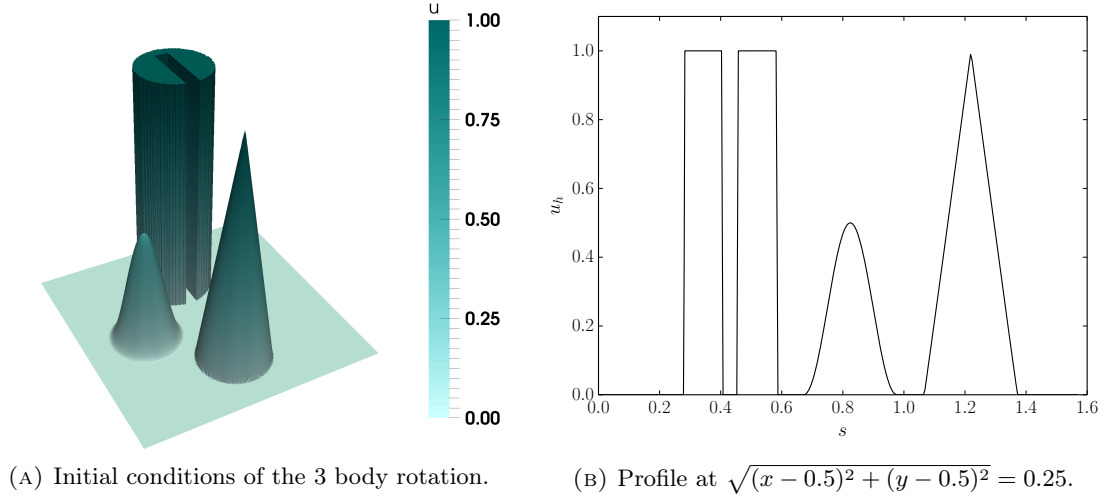 u
1.00
0.75
0.50
0.25
0.00
(A) Initial conditions of the 3 body rotation.
1.0
0.8
0.6
0.4
0.2
0.0
u_h
0.0 0.2 0.4 0.6 0.8 1.0 1.2 1.4 1.6
s
(B) Profile at √(x − 0.5)² + (y − 0.5)² = 0.25.